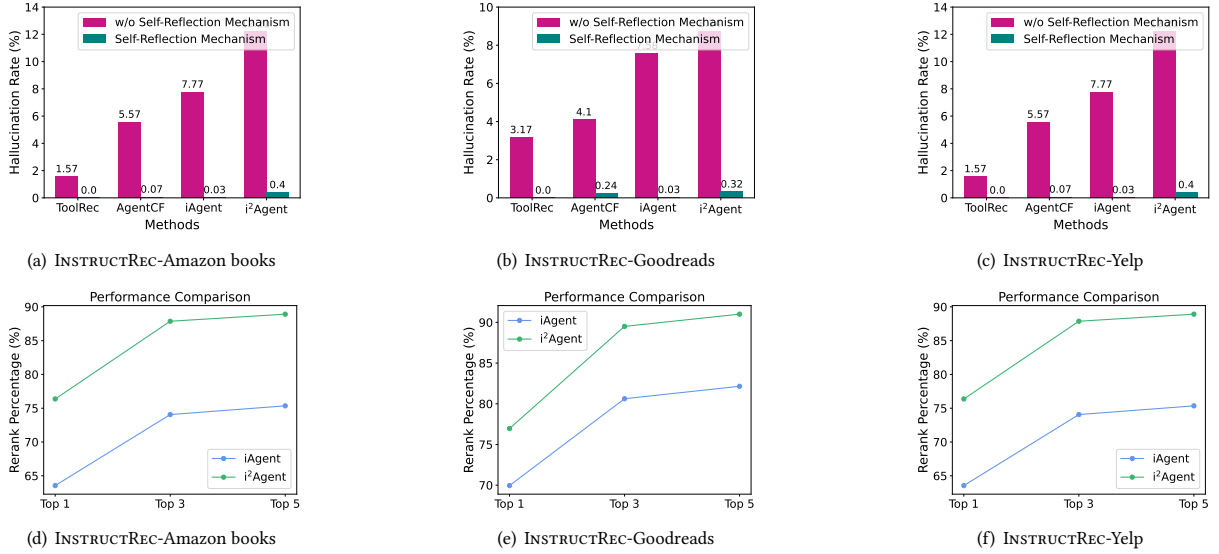 14
12
10
8
6
4
2
0
Hallucination Rate (%)
w/o Self-Reflection Mechanism
Self-Reflection Mechanism
1.57
0.0
5.57
0.07
7.77
0.03
0.4
ToolRec
AgentCF
iAgent
i²Agent
Methods
(a) INSTRUCTREC-Amazon books
10
8
6
4
2
0
Hallucination Rate (%)
w/o Self-Reflection Mechanism
Self-Reflection Mechanism
3.17
0.0
4.1
0.24
0.03
0.32
ToolRec
AgentCF
iAgent
i²Agent
Methods
(b) INSTRUCTREC-Goodreads
14
12
10
8
6
4
2
0
Hallucination Rate (%)
w/o Self-Reflection Mechanism
Self-Reflection Mechanism
1.57
0.0
5.57
0.07
7.77
0.03
0.4
ToolRec
AgentCF
iAgent
i²Agent
Methods
(c) INSTRUCTREC-Yelp
Performance Comparison
90
85
80
75
70
65
Rerank Percentage (%)
iAgent
i²Agent
Top 1
Top 3
Top 5
(d) INSTRUCTREC-Amazon books
Performance Comparison
90
85
80
75
70
Rerank Percentage (%)
iAgent
i²Agent
Top 1
Top 3
Top 5
(e) INSTRUCTREC-Goodreads
Performance Comparison
90
85
80
75
70
65
Rerank Percentage (%)
iAgent
i²Agent
Top 1
Top 3
Top 5
(f) INSTRUCTREC-Yelp